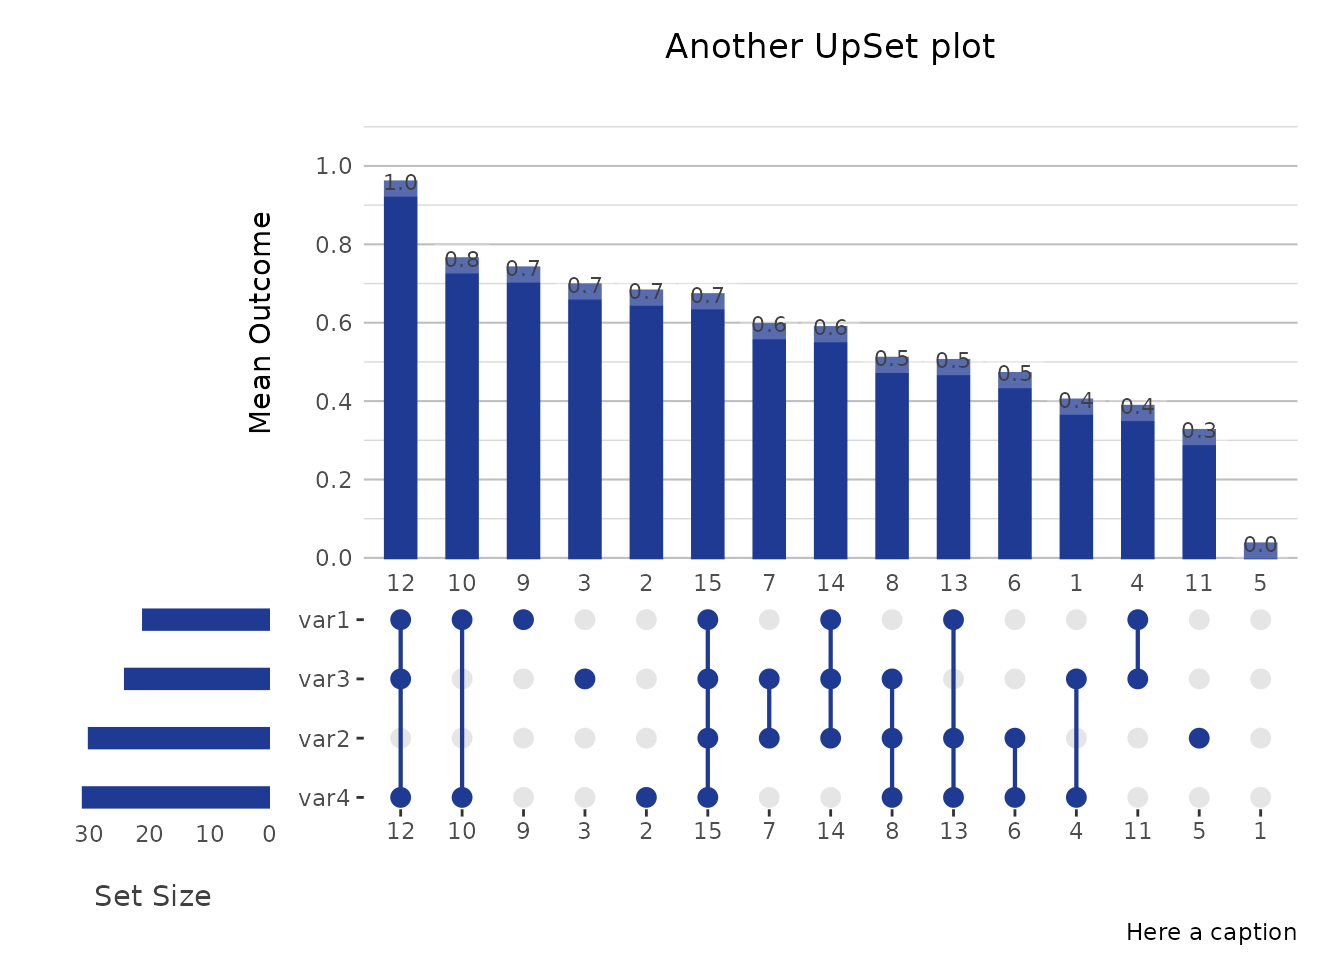 Another UpSet plot
Mean Outcome
1.0
0.8
0.6
0.4
0.2
0.0
1.0 0.8 0.7 0.7 0.7 0.7 0.6 0.6 0.5 0.5 0.5 0.4 0.4 0.3 0.0
12 10 9 3 2 15 7 14 8 13 6 1 4 11 5
var1
var3
var2
var4
12 10 9 3 2 15 7 14 8 13 6 4 11 5 1
30 20 10 0
Set Size
Here a caption